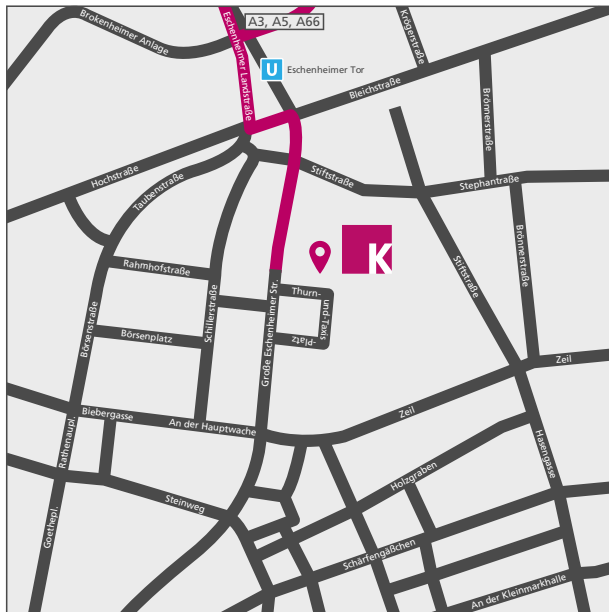 Brokenheimer Anlage
Eschenheimer Landstraße
A3, A5, A66
Krögerstraße
U
Eschenheimer Tor
Bleichstraße
Brönnerstraße
Hochstraße
Taubenstraße
Stiftstraße
Stephantraße
Brönnerstraße
K
Stiftstraße
Rahmhofstraße
Schillerstraße
Große Eschenheimer Str.
Thurn-
und-Taxis
-platz
Börsenstraße
Börsenplatz
Zeil
Biebergasse
An der Hauptwache
Zeil
Rathenaupl.
Hasengasse
Holzgraben
Steinweg
Goethepl.
Schärfengäßchen
An der Kleinmarkhalle